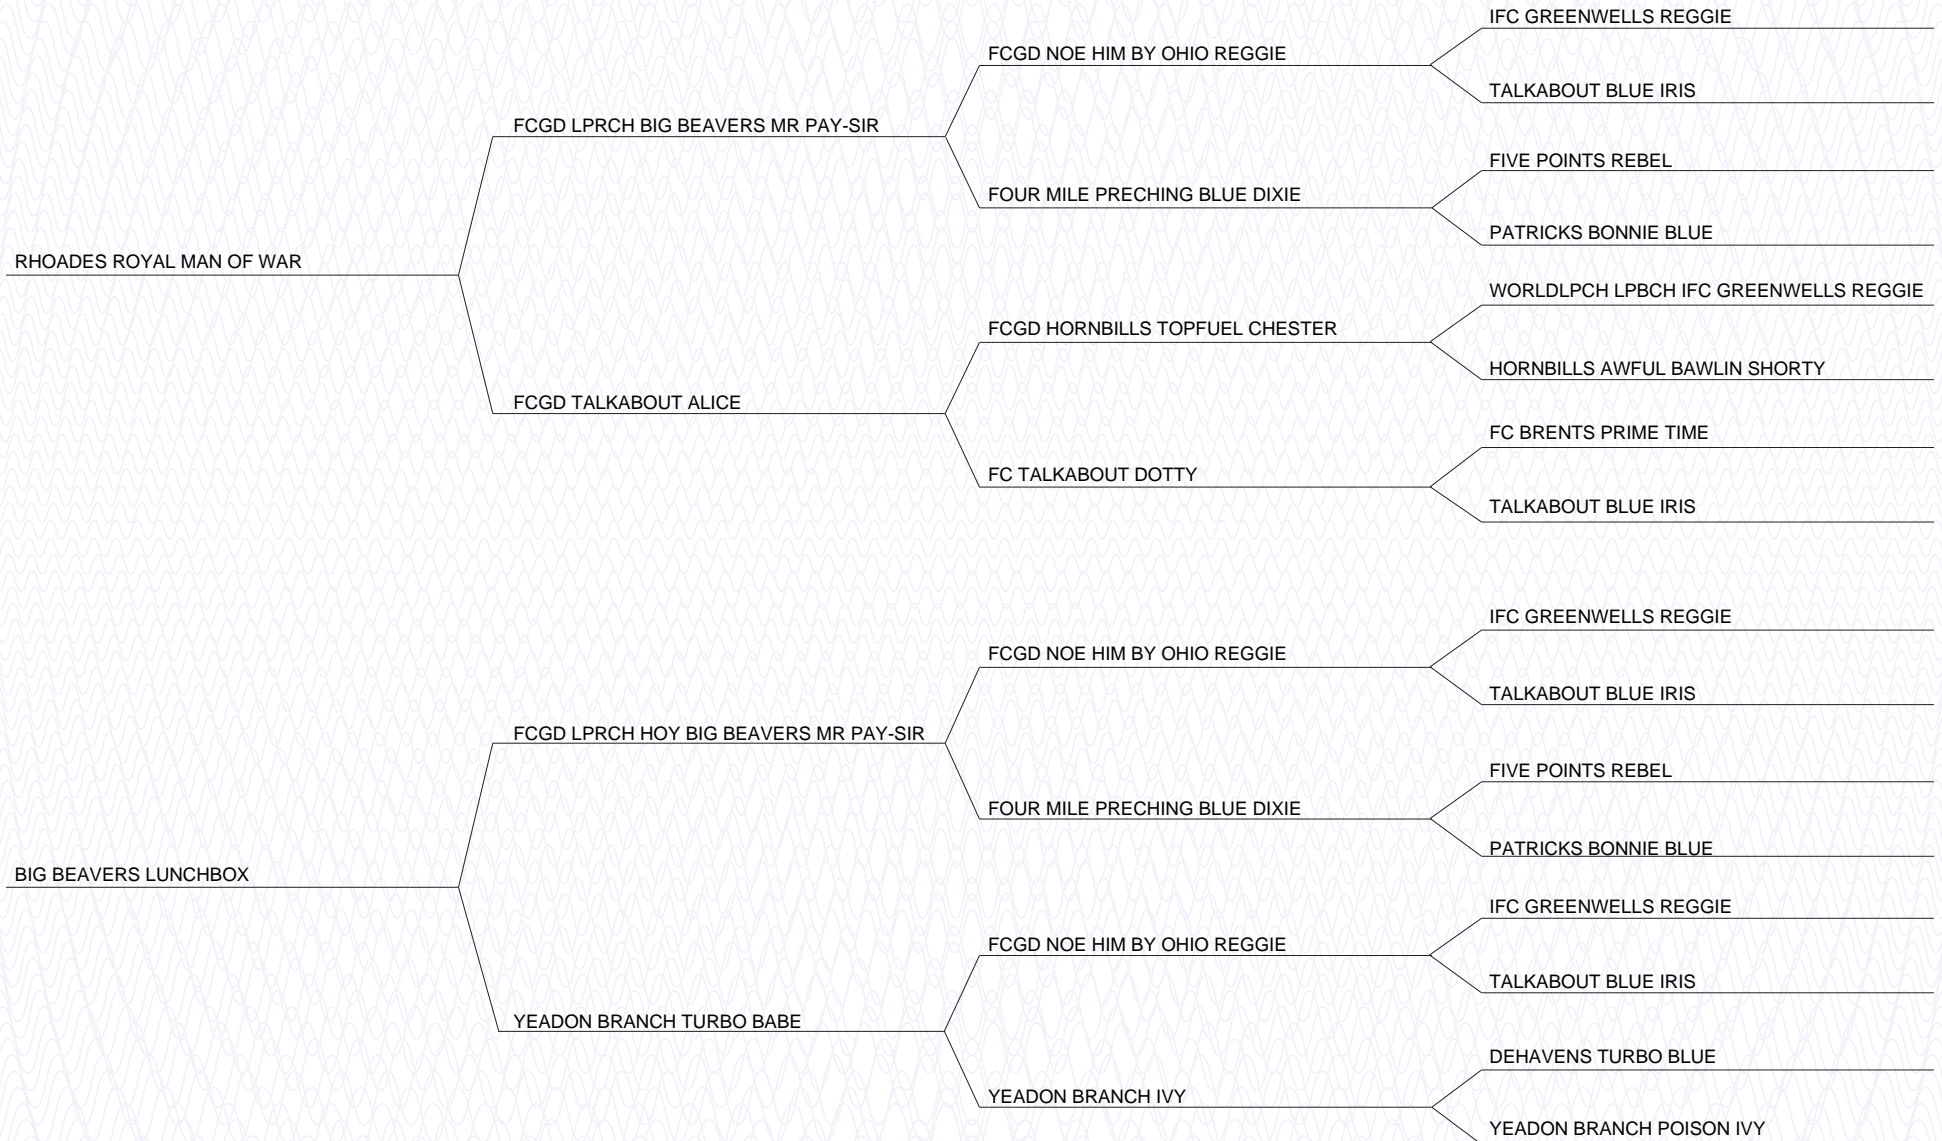 IFC GREENWELLS REGGIE
FCGD NOE HIM BY OHIO REGGIE
TALKABOUT BLUE IRIS
FCGD LPRCH BIG BEAVERS MR PAY-SIR
FIVE POINTS REBEL
FOUR MILE PRECHING BLUE DIXIE
PATRICKS BONNIE BLUE
RHOADES ROYAL MAN OF WAR
WORLDLPCH LPBCH IFC GREENWELLS REGGIE
FCGD HORNBILLS TOPFUEL CHESTER
HORNBILLS AWFUL BAWLIN SHORTY
FCGD TALKABOUT ALICE
FC BRENTS PRIME TIME
FC TALKABOUT DOTTY
TALKABOUT BLUE IRIS
IFC GREENWELLS REGGIE
FCGD NOE HIM BY OHIO REGGIE
TALKABOUT BLUE IRIS
FCGD LPRCH HOY BIG BEAVERS MR PAY-SIR
FIVE POINTS REBEL
FOUR MILE PRECHING BLUE DIXIE
PATRICKS BONNIE BLUE
BIG BEAVERS LUNCHBOX
IFC GREENWELLS REGGIE
FCGD NOE HIM BY OHIO REGGIE
TALKABOUT BLUE IRIS
YEADON BRANCH TURBO BABE
DEHAVENS TURBO BLUE
YEADON BRANCH IVY
YEADON BRANCH POISON IVY